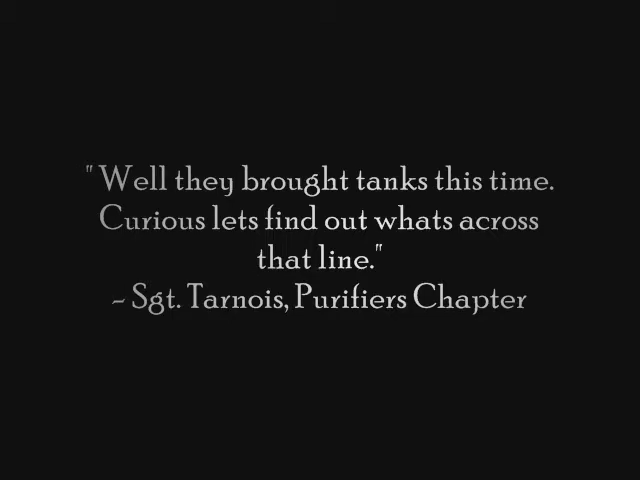 "Well they brought tanks this time.
Curious lets find out whats across
that line."
~ Sgt. Tarnois, Purifiers Chapter